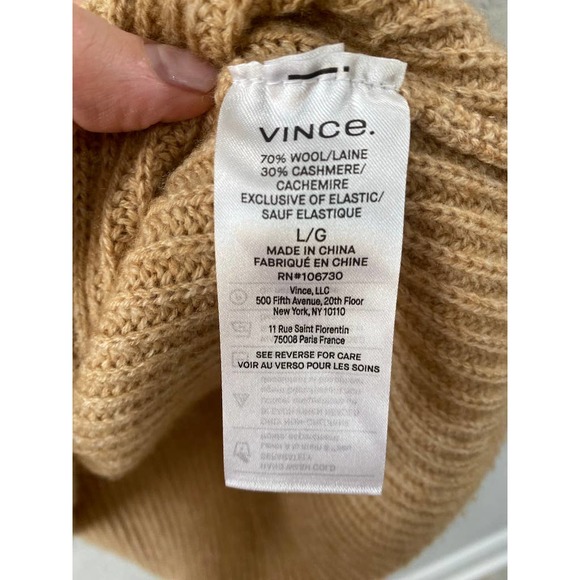 VINCE.
70% WOOL/LAINE
30% CASHMERE/
CACHEMIRE
EXCLUSIVE OF ELASTIC/
SAUF ELASTIQUE
L/G
MADE IN CHINA
FABRIQUÉ EN CHINE
RN#106730
Vince, LLC
500 Fifth Avenue, 20th Floor
New York, NY 10110
11 Rue Saint Florentin
75008 Paris France
SEE REVERSE FOR CARE
VOIR AU VERSO POUR LES SOINS